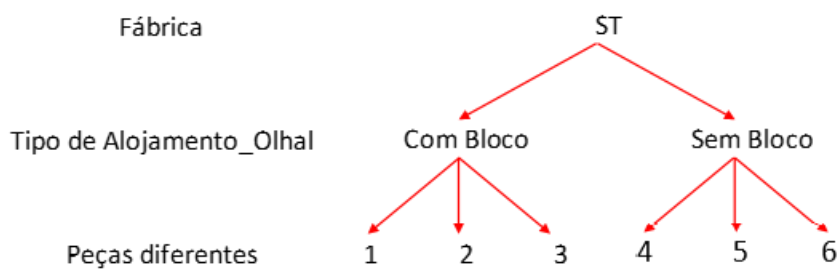 Fábrica ST
Tipo de Alojamento_Olhal Com Bloco Sem Bloco
Peças diferentes 1 2 3 4 5 6